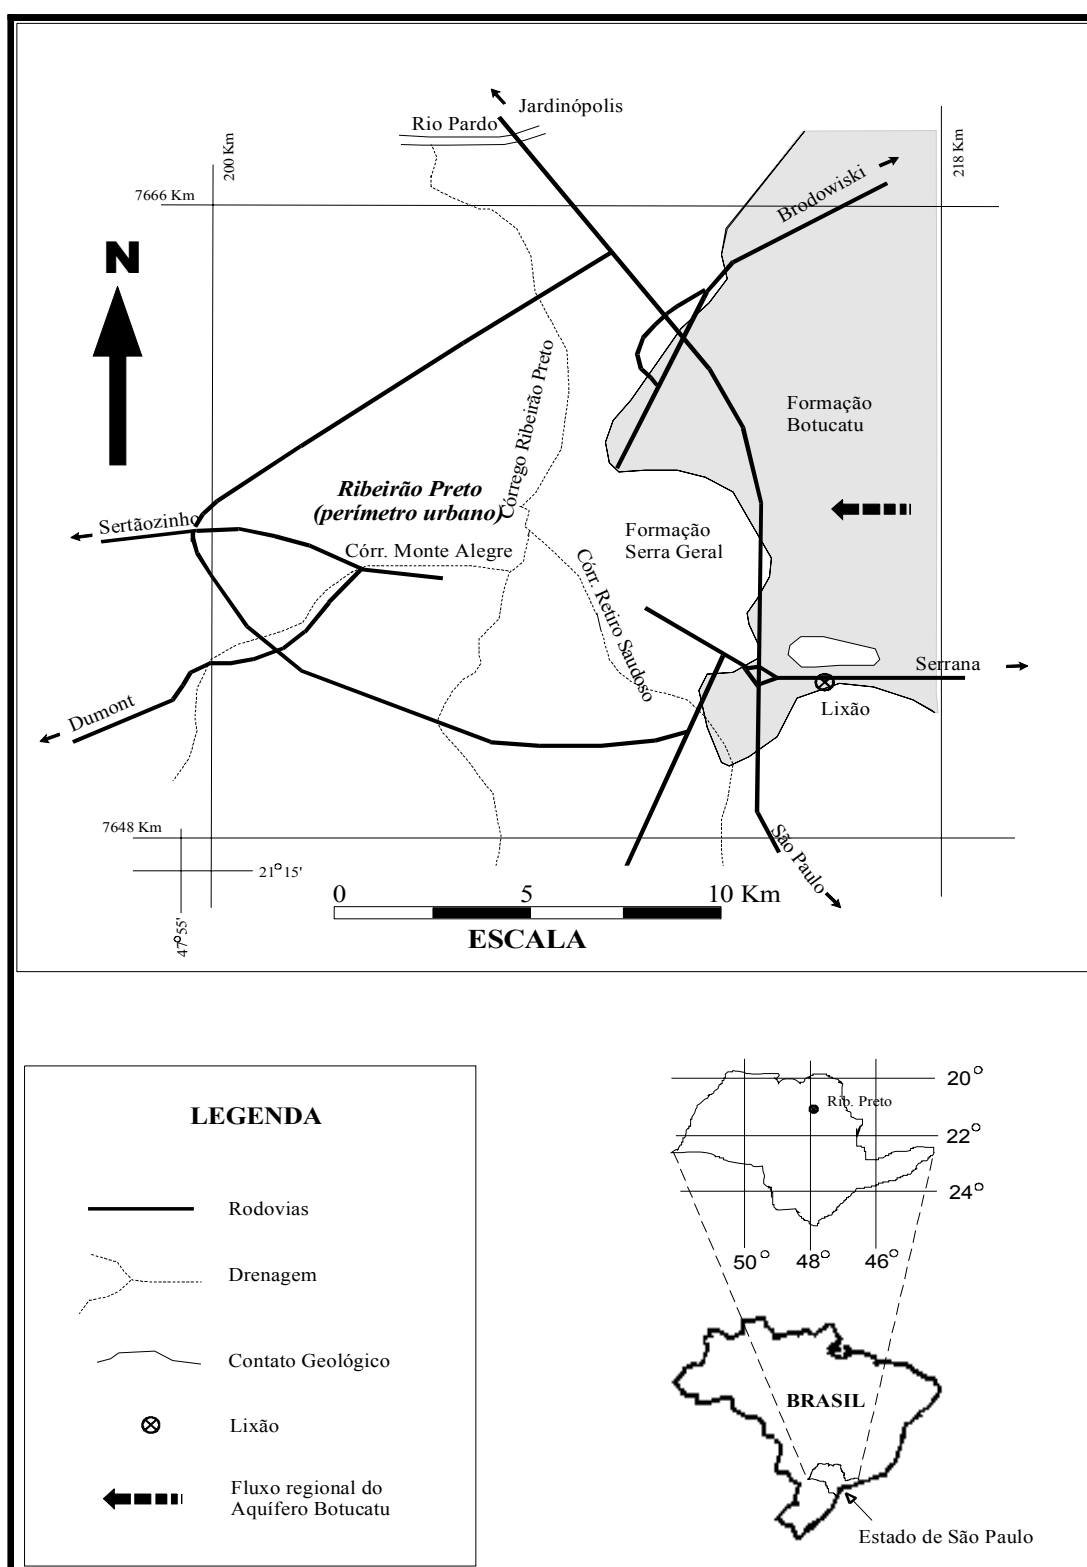 Jardinópolis
Rio Pardo
200 Km
218 Km
7666 Km
Brodowiski
N
Córrego Ribeirão Preto
Formação
Botucatu
Ribeirão Preto
(perímetro urbano)
Sertãozinho
Formação
Serra Geral
Córr. Monte Alegre
Córr. Retiro Saudoso
Serrana
Lixão
Dumont
7648 Km
São Paulo
21°15'
47°55'
0 5 10 Km
ESCALA
LEGENDA
Rodovias
Drenagem
Contato Geológico
Lixão
Fluxo regional do
Aquífero Botucatu
20°
Rib. Preto
22°
24°
50° 48° 46°
BRASIL
Estado de São Paulo